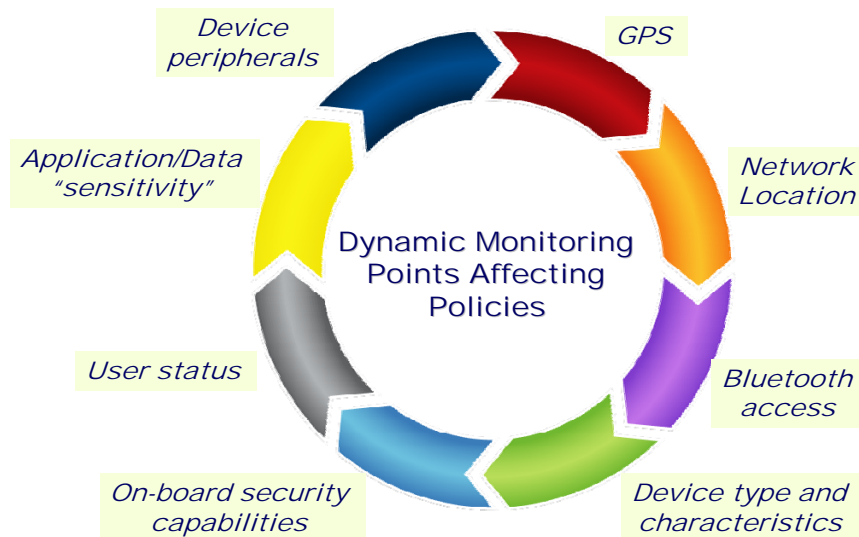 Device
peripherals
GPS
Application/Data
“sensitivity”
Network
Location
Dynamic Monitoring
Points Affecting
Policies
User status
Bluetooth
access
On-board security
capabilities
Device type and
characteristics